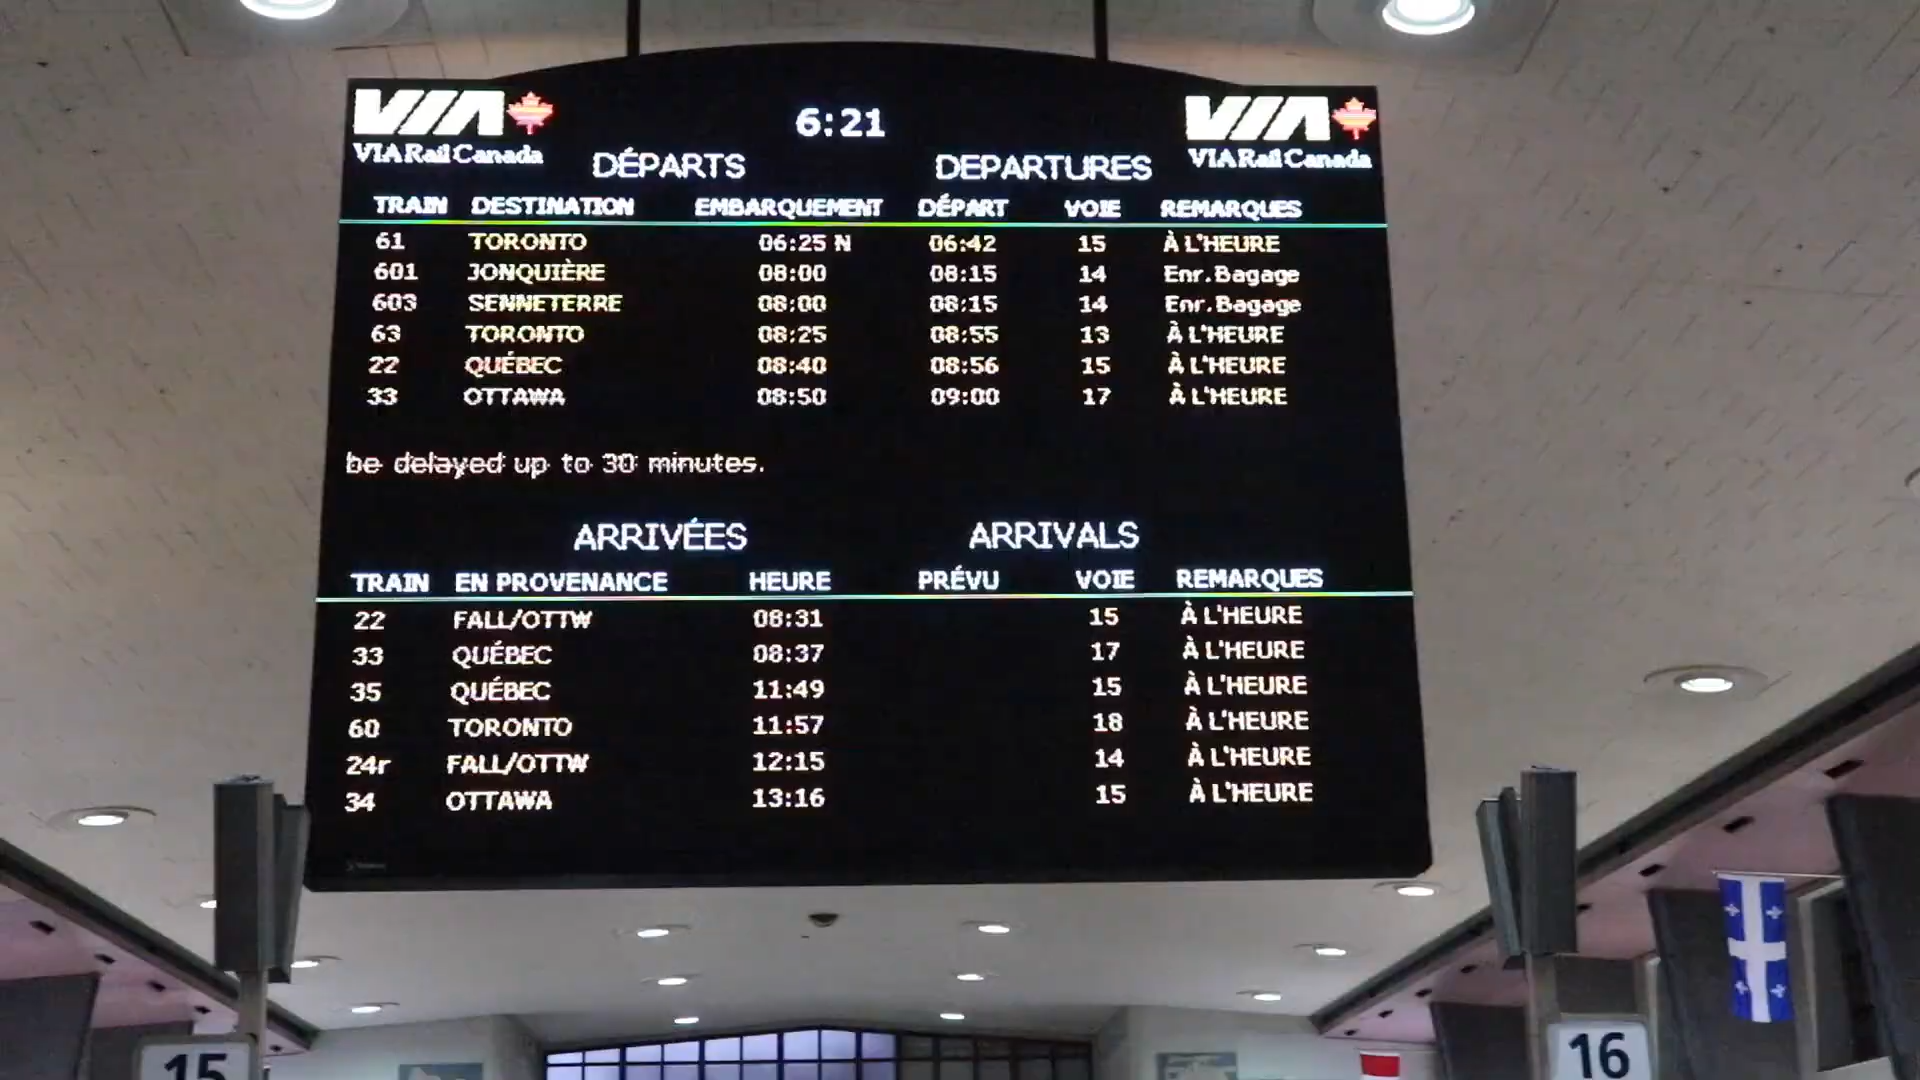 VIA VIA
6:21
VIA Rail Canada VIA Rail Canada
DÉPARTS DEPARTURES
TRAIN DESTINATION EMBARQUEMENT DÉPART VOIE REMARQUES
61 TORONTO 06:25 N 06:42 15 À L'HEURE
601 JONQUIÈRE 08:00 08:15 14 Enr.Bagage
603 SENNETERRE 08:00 08:15 14 Enr.Bagage
63 TORONTO 08:25 08:55 13 À L'HEURE
22 QUÉBEC 08:40 08:56 15 À L'HEURE
33 OTTAWA 08:50 09:00 17 À L'HEURE
be delayed up to 30 minutes.
ARRIVÉES ARRIVALS
TRAIN EN PROVENANCE HEURE PRÉVU VOIE REMARQUES
22 FALL/OTTW 08:31 15 À L'HEURE
33 QUÉBEC 08:37 17 À L'HEURE
35 QUÉBEC 11:49 15 À L'HEURE
60 TORONTO 11:57 18 À L'HEURE
24r FALL/OTTW 12:15 14 À L'HEURE
34 OTTAWA 13:16 15 À L'HEURE
15 16